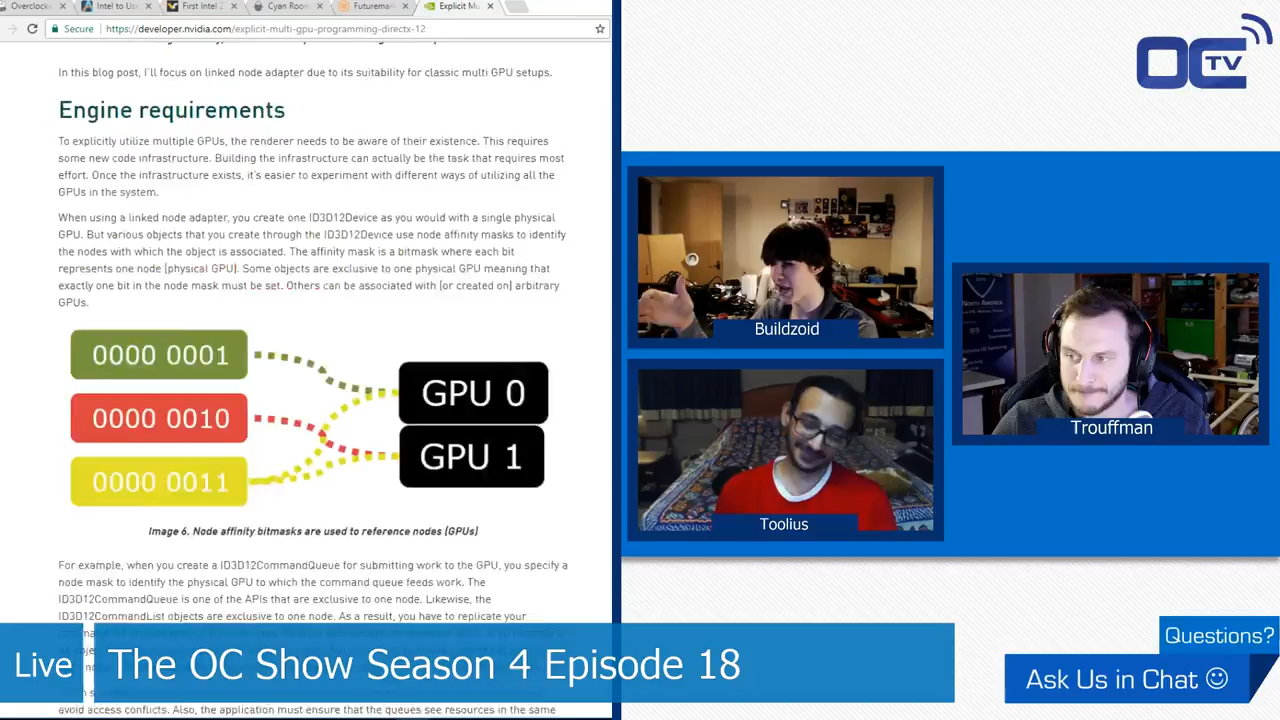 Overclocke
Intel to Use
First Intel Z
Cyan Room
Futuremar
Explicit Mu
Secure
https://developer.nvidia.com/explicit-multi-gpu-programming-directx-12
In this blog post, I'll focus on linked node adapter due to its suitability for classic multi GPU setups.
Engine requirements
To explicitly utilize multiple GPUs, the renderer needs to be aware of their existence. This requires
some new code infrastructure. Building the infrastructure can actually be the task that requires most
effort. Once the infrastructure exists, it's easier to experiment with different ways of utilizing all the
GPUs in the system.
When using a linked node adapter, you create one ID3D12Device as you would with a single physical
GPU. But various objects that you create through the ID3D12Device use node affinity masks to identify
the nodes with which the object is associated. The affinity mask is a bitmask where each bit
represents one node (physical GPU). Some objects are exclusive to one physical GPU meaning that
exactly one bit in the node mask must be set. Others can be associated with (or created on) arbitrary
GPUs.
0000 0001
0000 0010
0000 0011
GPU 0
GPU 1
Image 6. Node affinity bitmasks are used to reference nodes (GPUs)
For example, when you create a ID3D12CommandQueue for submitting work to the GPU, you specify a
node mask to identify the physical GPU to which the command queue feeds work. The
ID3D12CommandQueue is one of the APIs that are exclusive to one node. Likewise, the
ID3D12CommandList objects are exclusive to one node. As a result, you have to replicate your
avoid access conflicts. Also, the application must ensure that the queues see resources in the same
OC TV
Buildzoid
Toolius
NORTH AMERICA
Trouffman
Live
The OC Show Season 4 Episode 18
Questions?
Ask Us in Chat